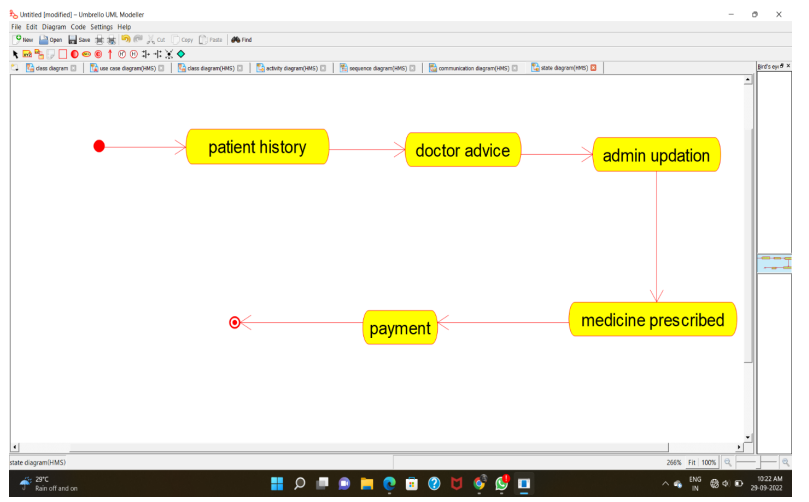 Untitled [modified] – Umbrello UML Modeller
File Edit Diagram Code Settings Help
New Open Save Cut Copy Paste Find
class diagram use case diagram(HMS) class diagram(HMS) activity diagram(HMS) sequence diagram(HMS) communication diagram(HMS) state diagram(HMS) Bird's ey
patient history
doctor advice
admin updation
medicine prescribed
payment
state diagram(HMS) 266% Fit 100%
29°C
Rain off and on
ENG
IN
10:22 AM
29-09-2022